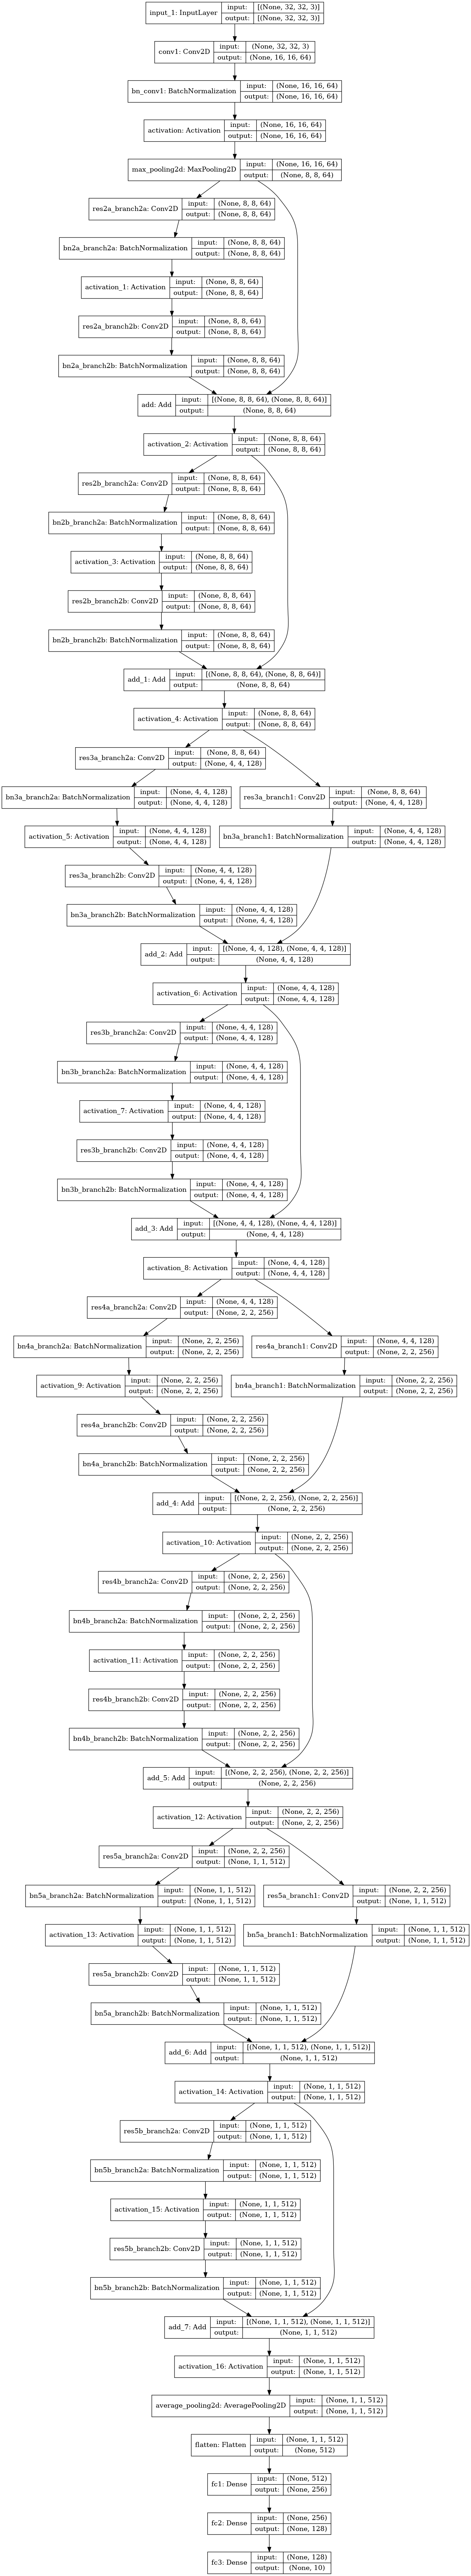 input_1: InputLayer input: [(None, 32, 32, 3)]
output: [(None, 32, 32, 3)]
conv1: Conv2D input: (None, 32, 32, 3)
output: (None, 16, 16, 64)
bn_conv1: BatchNormalization input: (None, 16, 16, 64)
output: (None, 16, 16, 64)
activation: Activation input: (None, 16, 16, 64)
output: (None, 16, 16, 64)
max_pooling2d: MaxPooling2D input: (None, 16, 16, 64)
output: (None, 8, 8, 64)
res2a_branch2a: Conv2D input: (None, 8, 8, 64)
output: (None, 8, 8, 64)
bn2a_branch2a: BatchNormalization input: (None, 8, 8, 64)
output: (None, 8, 8, 64)
activation_1: Activation input: (None, 8, 8, 64)
output: (None, 8, 8, 64)
res2a_branch2b: Conv2D input: (None, 8, 8, 64)
output: (None, 8, 8, 64)
bn2a_branch2b: BatchNormalization input: (None, 8, 8, 64)
output: (None, 8, 8, 64)
add: Add input: [(None, 8, 8, 64), (None, 8, 8, 64)]
output: (None, 8, 8, 64)
activation_2: Activation input: (None, 8, 8, 64)
output: (None, 8, 8, 64)
res2b_branch2a: Conv2D input: (None, 8, 8, 64)
output: (None, 8, 8, 64)
bn2b_branch2a: BatchNormalization input: (None, 8, 8, 64)
output: (None, 8, 8, 64)
activation_3: Activation input: (None, 8, 8, 64)
output: (None, 8, 8, 64)
res2b_branch2b: Conv2D input: (None, 8, 8, 64)
output: (None, 8, 8, 64)
bn2b_branch2b: BatchNormalization input: (None, 8, 8, 64)
output: (None, 8, 8, 64)
add_1: Add input: [(None, 8, 8, 64), (None, 8, 8, 64)]
output: (None, 8, 8, 64)
activation_4: Activation input: (None, 8, 8, 64)
output: (None, 8, 8, 64)
res3a_branch2a: Conv2D input: (None, 8, 8, 64)
output: (None, 4, 4, 128)
bn3a_branch2a: BatchNormalization input: (None, 4, 4, 128)
output: (None, 4, 4, 128)
res3a_branch1: Conv2D input: (None, 8, 8, 64)
output: (None, 4, 4, 128)
activation_5: Activation input: (None, 4, 4, 128)
output: (None, 4, 4, 128)
bn3a_branch1: BatchNormalization input: (None, 4, 4, 128)
output: (None, 4, 4, 128)
res3a_branch2b: Conv2D input: (None, 4, 4, 128)
output: (None, 4, 4, 128)
bn3a_branch2b: BatchNormalization input: (None, 4, 4, 128)
output: (None, 4, 4, 128)
add_2: Add input: [(None, 4, 4, 128), (None, 4, 4, 128)]
output: (None, 4, 4, 128)
activation_6: Activation input: (None, 4, 4, 128)
output: (None, 4, 4, 128)
res3b_branch2a: Conv2D input: (None, 4, 4, 128)
output: (None, 4, 4, 128)
bn3b_branch2a: BatchNormalization input: (None, 4, 4, 128)
output: (None, 4, 4, 128)
activation_7: Activation input: (None, 4, 4, 128)
output: (None, 4, 4, 128)
res3b_branch2b: Conv2D input: (None, 4, 4, 128)
output: (None, 4, 4, 128)
bn3b_branch2b: BatchNormalization input: (None, 4, 4, 128)
output: (None, 4, 4, 128)
add_3: Add input: [(None, 4, 4, 128), (None, 4, 4, 128)]
output: (None, 4, 4, 128)
activation_8: Activation input: (None, 4, 4, 128)
output: (None, 4, 4, 128)
res4a_branch2a: Conv2D input: (None, 4, 4, 128)
output: (None, 2, 2, 256)
bn4a_branch2a: BatchNormalization input: (None, 2, 2, 256)
output: (None, 2, 2, 256)
res4a_branch1: Conv2D input: (None, 4, 4, 128)
output: (None, 2, 2, 256)
activation_9: Activation input: (None, 2, 2, 256)
output: (None, 2, 2, 256)
bn4a_branch1: BatchNormalization input: (None, 2, 2, 256)
output: (None, 2, 2, 256)
res4a_branch2b: Conv2D input: (None, 2, 2, 256)
output: (None, 2, 2, 256)
bn4a_branch2b: BatchNormalization input: (None, 2, 2, 256)
output: (None, 2, 2, 256)
add_4: Add input: [(None, 2, 2, 256), (None, 2, 2, 256)]
output: (None, 2, 2, 256)
activation_10: Activation input: (None, 2, 2, 256)
output: (None, 2, 2, 256)
res4b_branch2a: Conv2D input: (None, 2, 2, 256)
output: (None, 2, 2, 256)
bn4b_branch2a: BatchNormalization input: (None, 2, 2, 256)
output: (None, 2, 2, 256)
activation_11: Activation input: (None, 2, 2, 256)
output: (None, 2, 2, 256)
res4b_branch2b: Conv2D input: (None, 2, 2, 256)
output: (None, 2, 2, 256)
bn4b_branch2b: BatchNormalization input: (None, 2, 2, 256)
output: (None, 2, 2, 256)
add_5: Add input: [(None, 2, 2, 256), (None, 2, 2, 256)]
output: (None, 2, 2, 256)
activation_12: Activation input: (None, 2, 2, 256)
output: (None, 2, 2, 256)
res5a_branch2a: Conv2D input: (None, 2, 2, 256)
output: (None, 1, 1, 512)
bn5a_branch2a: BatchNormalization input: (None, 1, 1, 512)
output: (None, 1, 1, 512)
res5a_branch1: Conv2D input: (None, 2, 2, 256)
output: (None, 1, 1, 512)
activation_13: Activation input: (None, 1, 1, 512)
output: (None, 1, 1, 512)
bn5a_branch1: BatchNormalization input: (None, 1, 1, 512)
output: (None, 1, 1, 512)
res5a_branch2b: Conv2D input: (None, 1, 1, 512)
output: (None, 1, 1, 512)
bn5a_branch2b: BatchNormalization input: (None, 1, 1, 512)
output: (None, 1, 1, 512)
add_6: Add input: [(None, 1, 1, 512), (None, 1, 1, 512)]
output: (None, 1, 1, 512)
activation_14: Activation input: (None, 1, 1, 512)
output: (None, 1, 1, 512)
res5b_branch2a: Conv2D input: (None, 1, 1, 512)
output: (None, 1, 1, 512)
bn5b_branch2a: BatchNormalization input: (None, 1, 1, 512)
output: (None, 1, 1, 512)
activation_15: Activation input: (None, 1, 1, 512)
output: (None, 1, 1, 512)
res5b_branch2b: Conv2D input: (None, 1, 1, 512)
output: (None, 1, 1, 512)
bn5b_branch2b: BatchNormalization input: (None, 1, 1, 512)
output: (None, 1, 1, 512)
add_7: Add input: [(None, 1, 1, 512), (None, 1, 1, 512)]
output: (None, 1, 1, 512)
activation_16: Activation input: (None, 1, 1, 512)
output: (None, 1, 1, 512)
average_pooling2d: AveragePooling2D input: (None, 1, 1, 512)
output: (None, 1, 1, 512)
flatten: Flatten input: (None, 1, 1, 512)
output: (None, 512)
fc1: Dense input: (None, 512)
output: (None, 256)
fc2: Dense input: (None, 256)
output: (None, 128)
fc3: Dense input: (None, 128)
output: (None, 10)